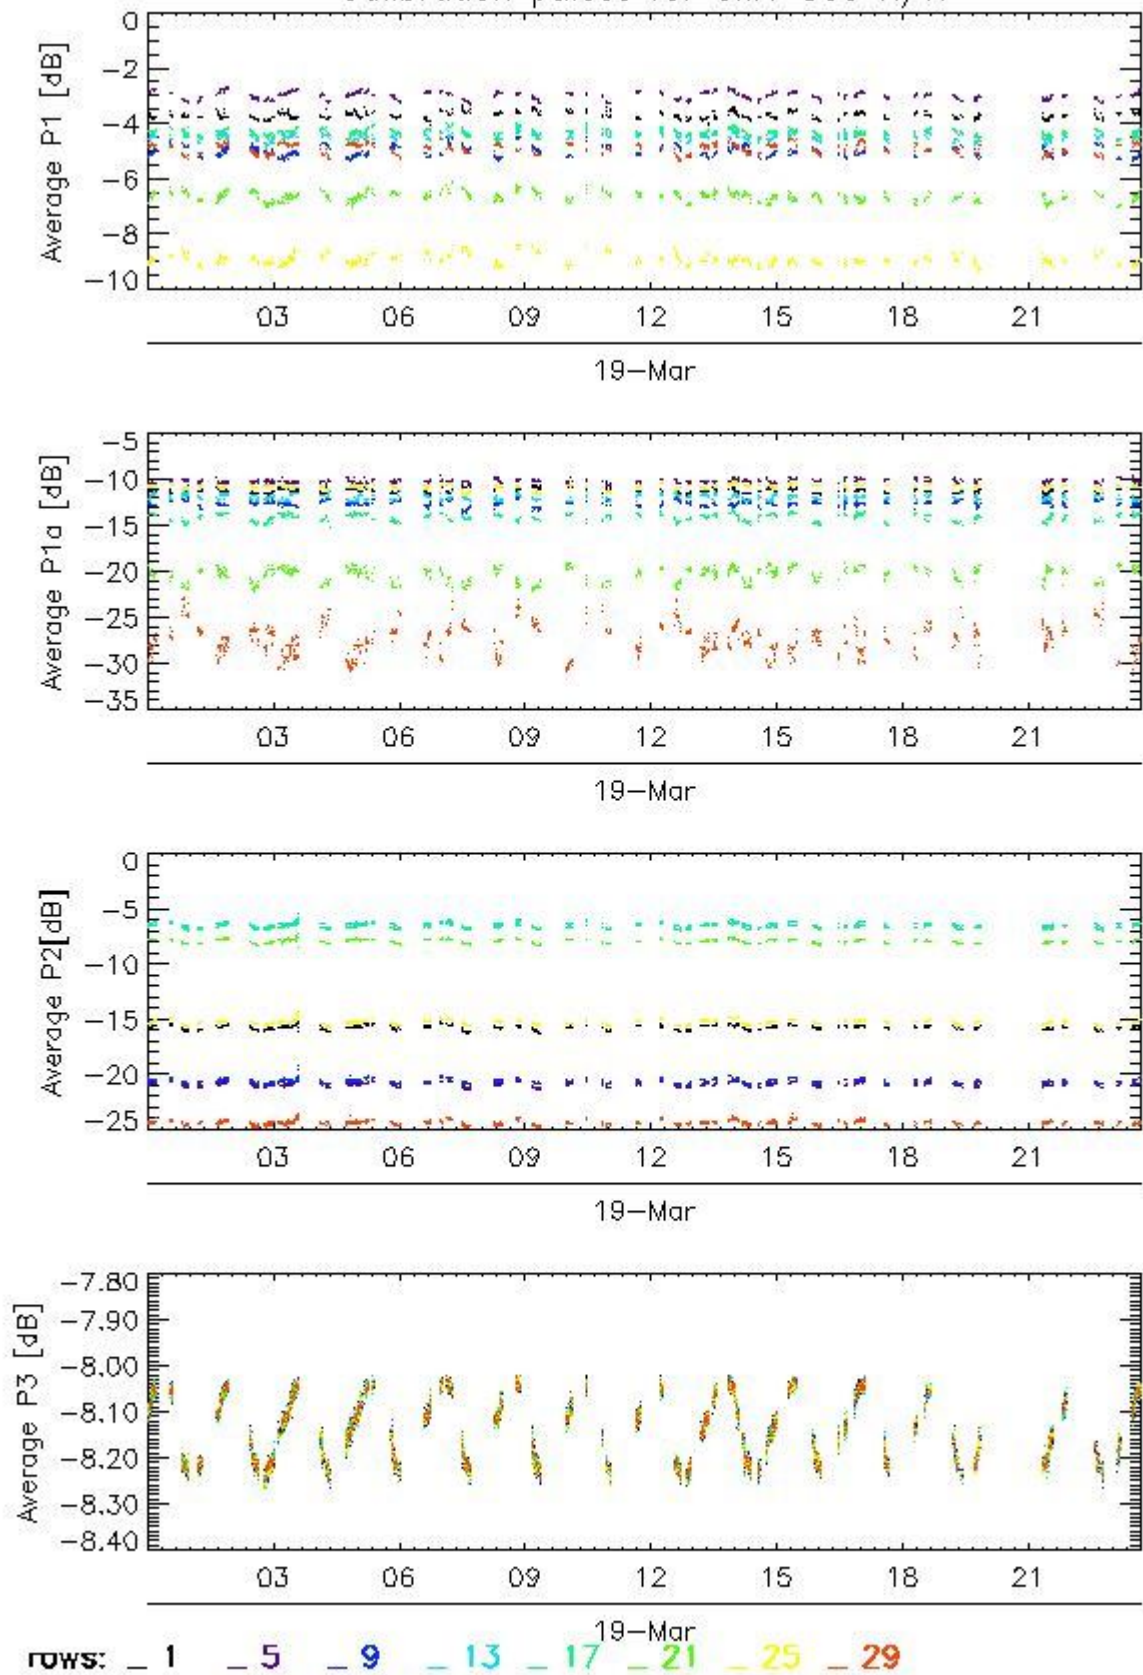 0
−2
−4
−6
−8
−10
Average P1 [dB]
03 06 09 12 15 18 21
19−Mar
−5
−10
−15
−20
−25
−30
−35
Average P1a [dB]
03 06 09 12 15 18 21
19−Mar
0
−5
−10
−15
−20
−25
Average P2[dB]
03 06 09 12 15 18 21
19−Mar
−7.80
−7.90
−8.00
−8.10
−8.20
−8.30
−8.40
Average P3 [dB]
03 06 09 12 15 18 21
19−Mar
rows: _ 1 _ 5 _ 9 _ 13 _ 17 _ 21 _ 25 _ 29